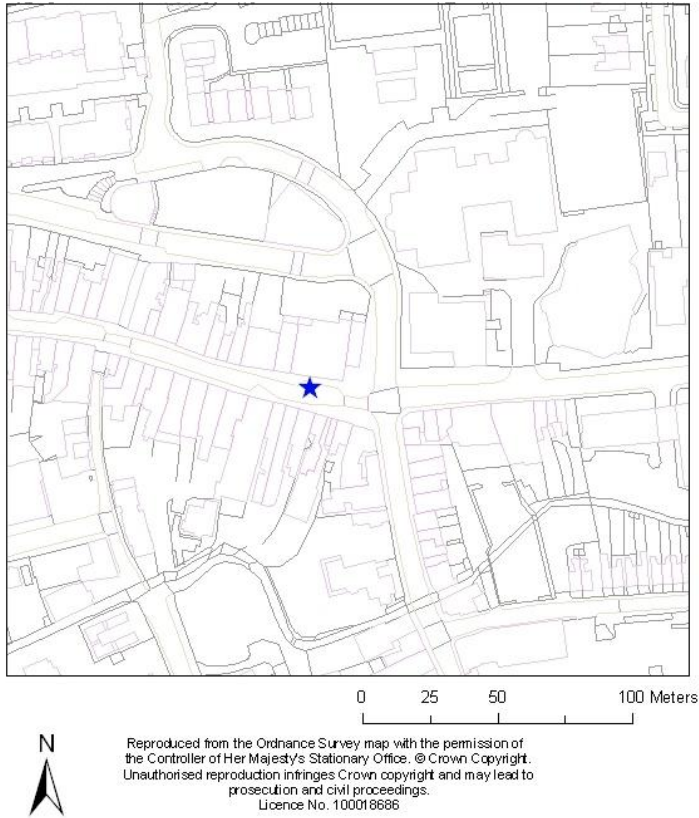 0 25 50 100 Meters
N
Reproduced from the Ordnance Survey map with the permission of
the Controller of Her Majesty's Stationary Office. © Crown Copyright.
Unauthorised reproduction infringes Crown copyright and may lead to
prosecution and civil proceedings.
Licence No. 100018686